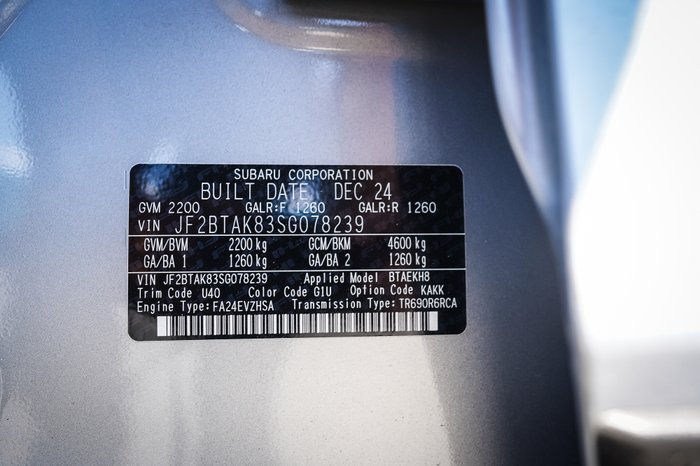 SUBARU CORPORATION
BUILT DATE DEC 24
GVM 2200 GALR:F 1260 GALR:R 1260
VIN JF2BTAK83SG078239
GVM/BVM 2200 kg GCM/BKM 4600 kg
GA/BA 1 1260 kg GA/BA 2 1260 kg
VIN JF2BTAK83SG078239 Applied Model BTAEKH8
Trim Code U40 Color Code G1U Option Code KAKK
Engine Type:FA24EVZHSA Transmission Type:TR690R6RCA